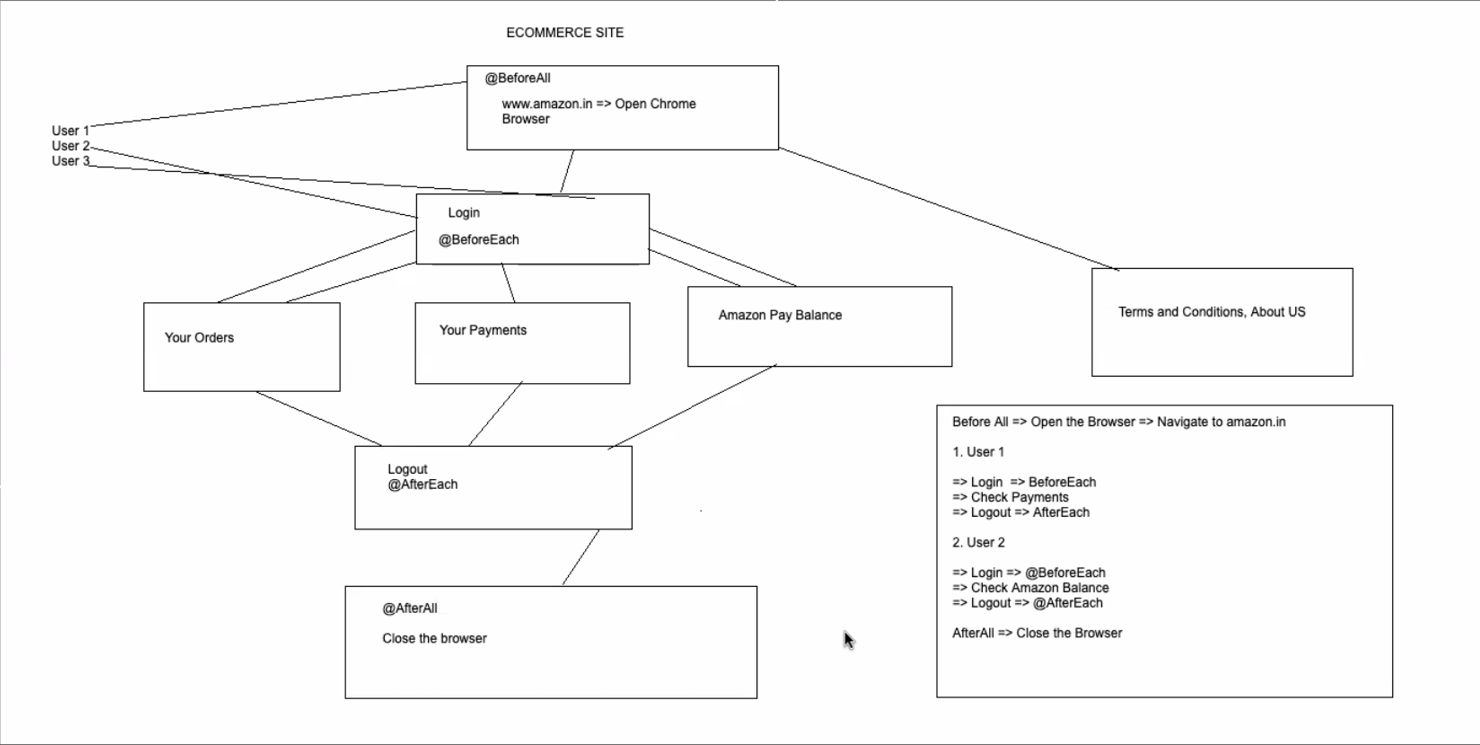 ECOMMERCE SITE
@BeforeAll
www.amazon.in => Open Chrome
Browser
User 1
User 2
User 3
Login
@BeforeEach
Your Orders
Your Payments
Amazon Pay Balance
Terms and Conditions, About US
Logout
@AfterEach
@AfterAll
Close the browser
Before All => Open the Browser => Navigate to amazon.in
1. User 1
=> Login  => BeforeEach
=> Check Payments
=> Logout => AfterEach
2. User 2
=> Login => @BeforeEach
=> Check Amazon Balance
=> Logout => @AfterEach
AfterAll => Close the Browser